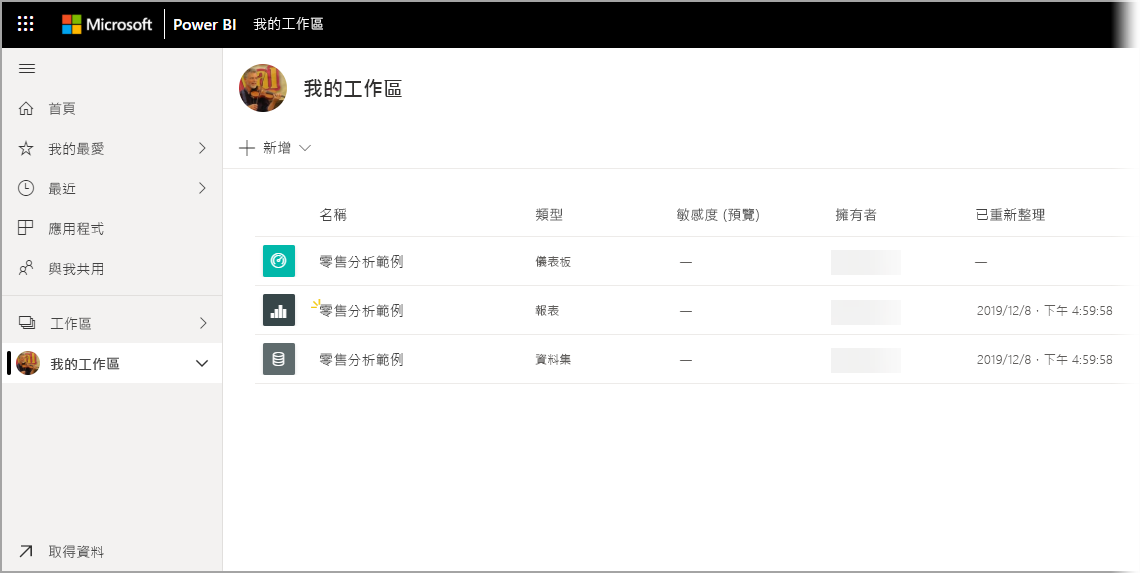 Microsoft Power BI 我的工作區
我的工作區
首頁
我的最愛
最近
應用程式
與我共用
工作區
我的工作區
取得資料
新增
名稱 類型 敏感度 (預覽) 擁有者 已重新整理
零售分析範例 儀表板 — —
零售分析範例 報表 — 2019/12/8,下午 4:59:58
零售分析範例 資料集 — 2019/12/8,下午 4:59:58